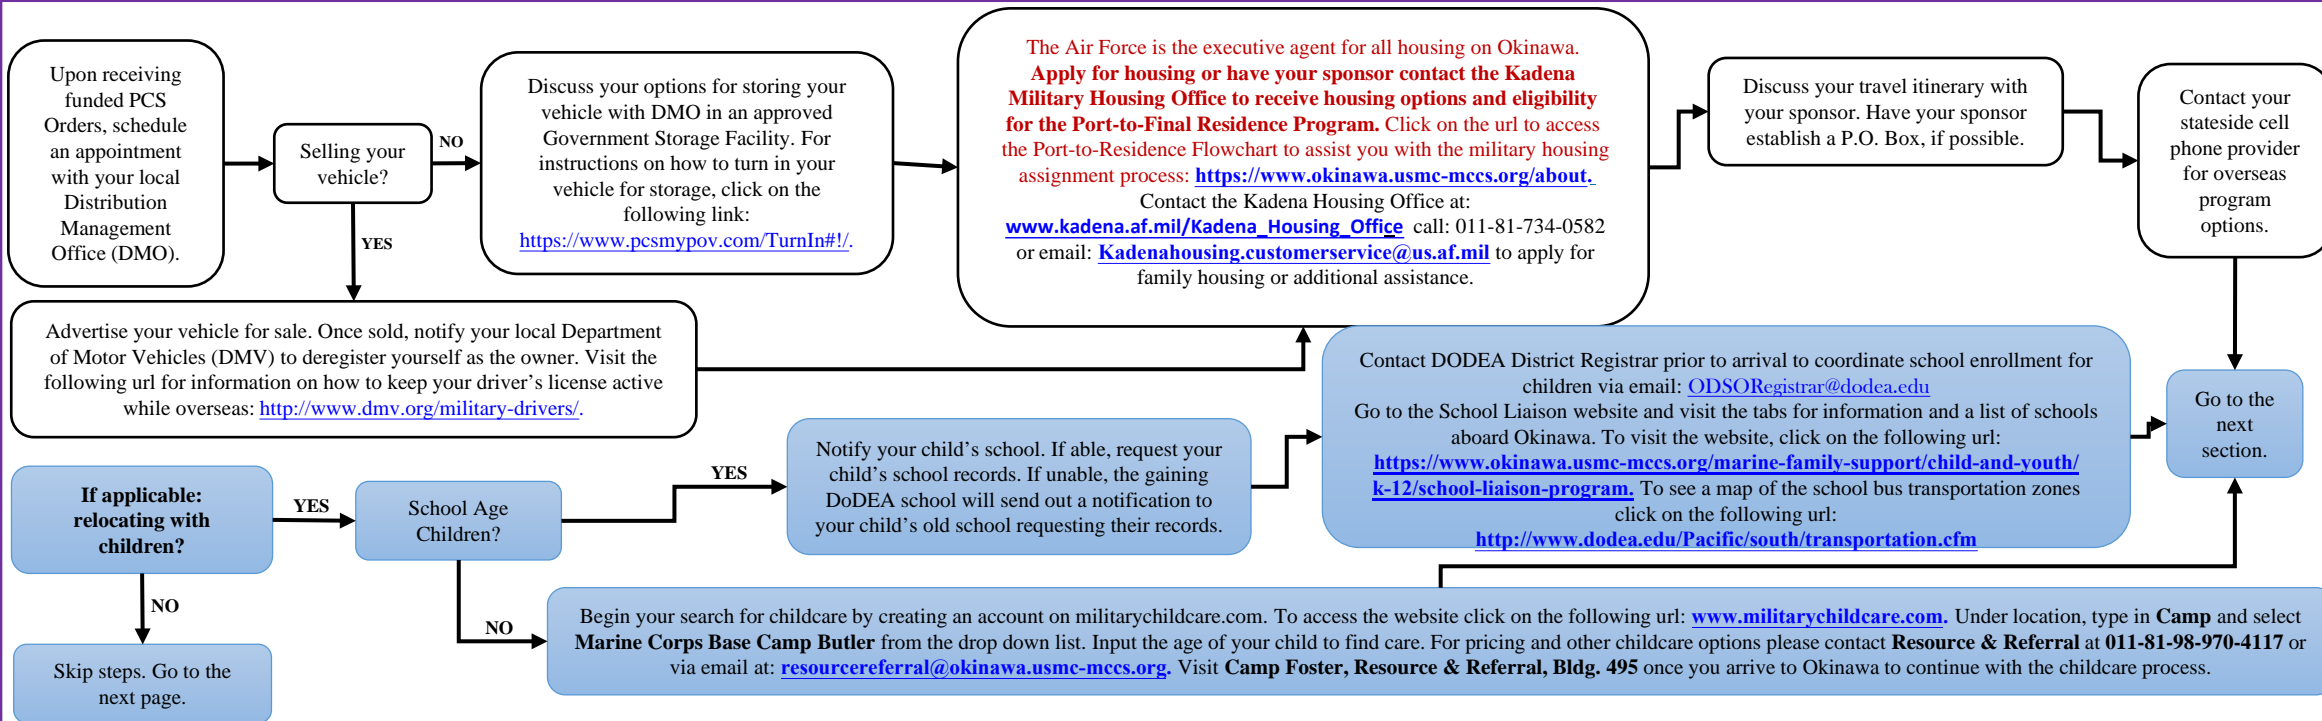 Upon receiving
funded PCS
Orders, schedule
an appointment
with your local
Distribution
Management
Office (DMO).
Selling your
vehicle?
NO
YES
Discuss your options for storing your
vehicle with DMO in an approved
Government Storage Facility. For
instructions on how to turn in your
vehicle for storage, click on the
following link:
https://www.pcsmypov.com/TurnIn#!/.
The Air Force is the executive agent for all housing on Okinawa.
Apply for housing or have your sponsor contact the Kadena
Military Housing Office to receive housing options and eligibility
for the Port-to-Final Residence Program. Click on the url to access
the Port-to-Residence Flowchart to assist you with the military housing
assignment process: https://www.okinawa.usmc-mccs.org/about.
Contact the Kadena Housing Office at:
www.kadena.af.mil/Kadena_Housing_Office call: 011-81-734-0582
or email: Kadenahousing.customerservice@us.af.mil to apply for
family housing or additional assistance.
Discuss your travel itinerary with
your sponsor. Have your sponsor
establish a P.O. Box, if possible.
Contact your
stateside cell
phone provider
for overseas
program
options.
Advertise your vehicle for sale. Once sold, notify your local Department
of Motor Vehicles (DMV) to deregister yourself as the owner. Visit the
following url for information on how to keep your driver's license active
while overseas: http://www.dmv.org/military-drivers/.
If applicable:
relocating with
children?
YES
NO
Skip steps. Go to the
next page.
School Age
Children?
YES
NO
Notify your child's school. If able, request your
child's school records. If unable, the gaining
DoDEA school will send out a notification to
your child's old school requesting their records.
Contact DODEA District Registrar prior to arrival to coordinate school enrollment for
children via email: ODSORegistrar@dodea.edu
Go to the School Liaison website and visit the tabs for information and a list of schools
aboard Okinawa. To visit the website, click on the following url:
https://www.okinawa.usmc-mccs.org/marine-family-support/child-and-youth/
k-12/school-liaison-program. To see a map of the school bus transportation zones
click on the following url:
http://www.dodea.edu/Pacific/south/transportation.cfm
Go to the
next
section.
Begin your search for childcare by creating an account on militarychildcare.com. To access the website click on the following url: www.militarychildcare.com. Under location, type in Camp and select
Marine Corps Base Camp Butler from the drop down list. Input the age of your child to find care. For pricing and other childcare options please contact Resource & Referral at 011-81-98-970-4117 or
via email at: resourcereferral@okinawa.usmc-mccs.org. Visit Camp Foster, Resource & Referral, Bldg. 495 once you arrive to Okinawa to continue with the childcare process.